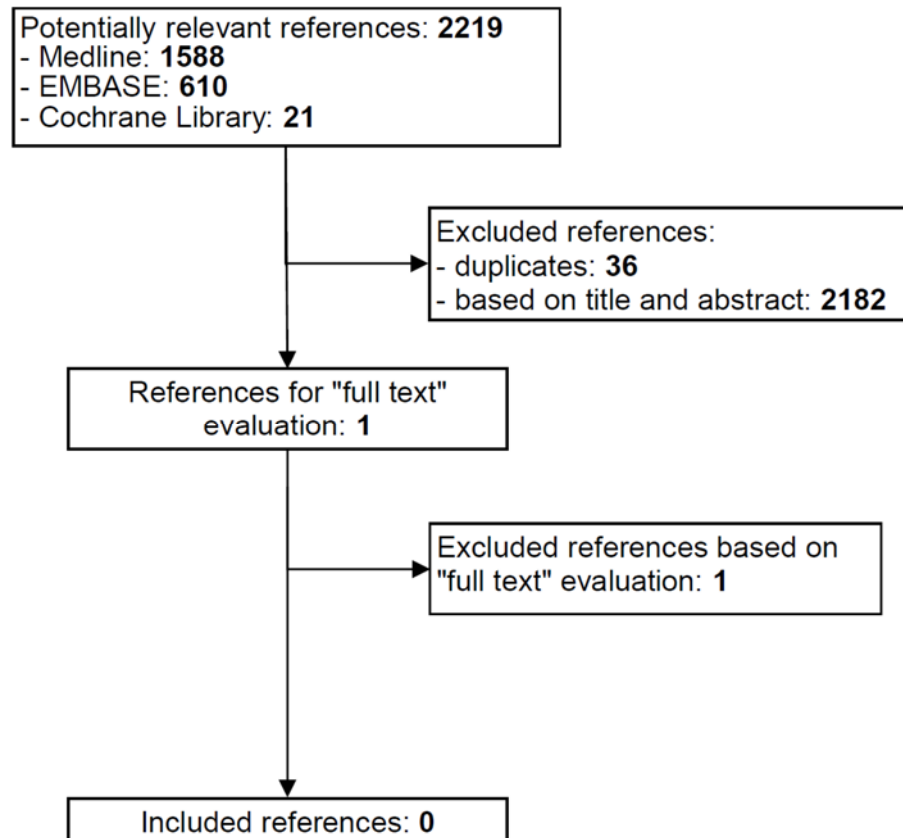 Potentially relevant references: 2219
- Medline: 1588
- EMBASE: 610
- Cochrane Library: 21
Excluded references:
- duplicates: 36
- based on title and abstract: 2182
References for "full text"
evaluation: 1
Excluded references based on
"full text" evaluation: 1
Included references: 0